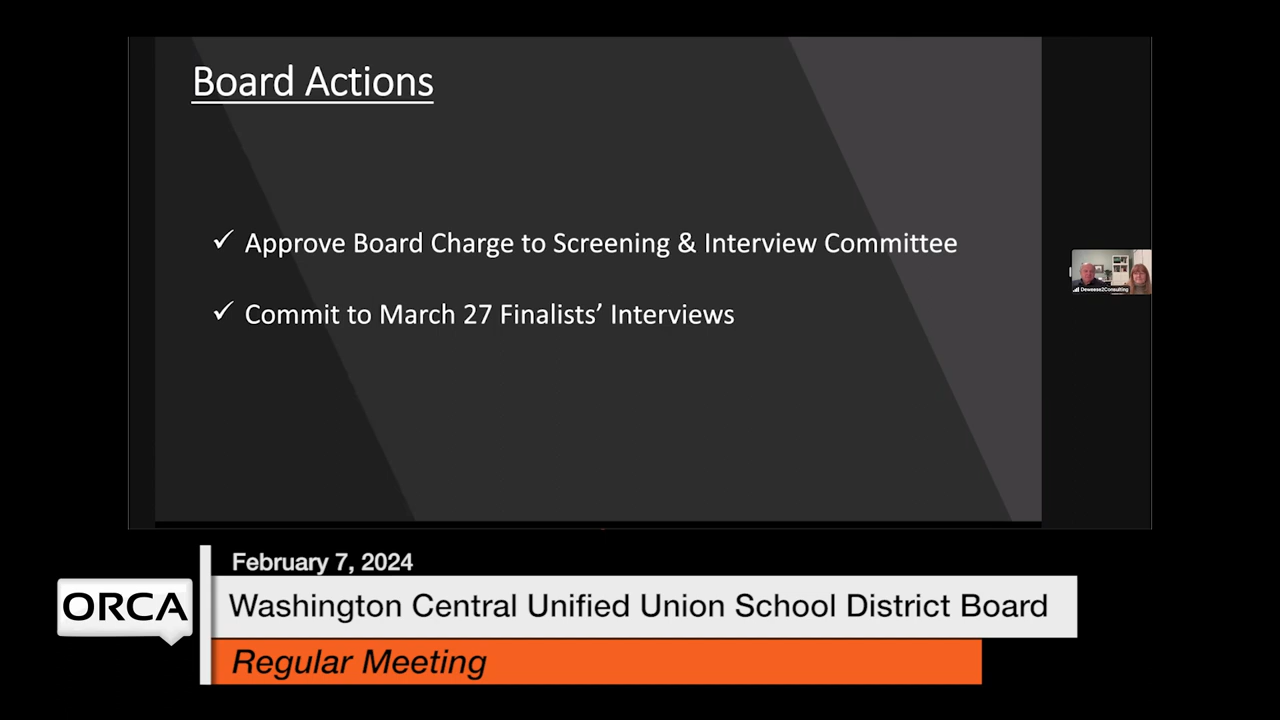 Board Actions
✓ Approve Board Charge to Screening & Interview Committee
✓ Commit to March 27 Finalists’ Interviews
Deweese2Consulting
February 7, 2024
ORCA
Washington Central Unified Union School District Board
Regular Meeting